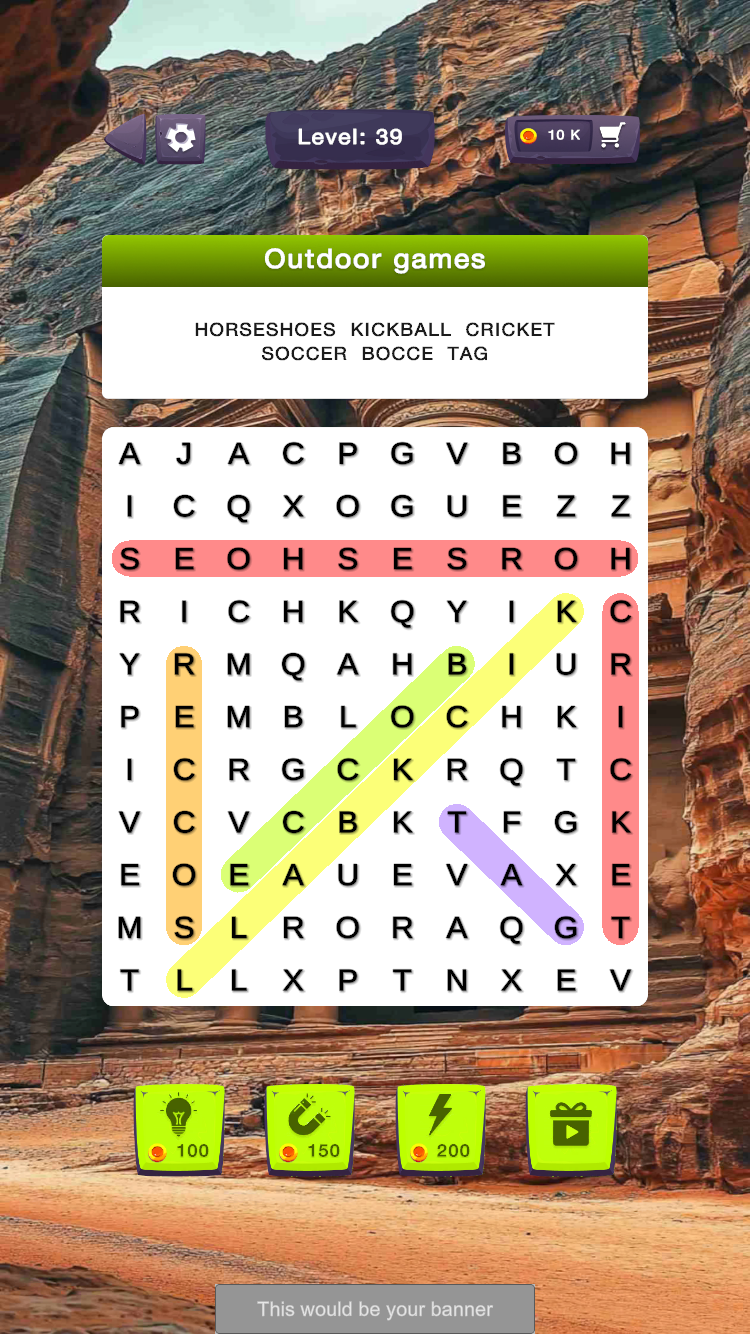 Level: 39
10 K
Outdoor games
HORSESHOES KICKBALL CRICKET
SOCCER BOCCE TAG
A J A C P G V B O H
I C Q X O G U E Z Z
S E O H S E S R O H
R I C H K Q Y I K C
Y R M Q A H B I U R
P E M B L O C H K I
I C R G C K R Q T C
V C V C B K T F G K
E O E A U E V A X E
M S L R O R A Q G T
T L L X P T N X E V
100 150 200
This would be your banner